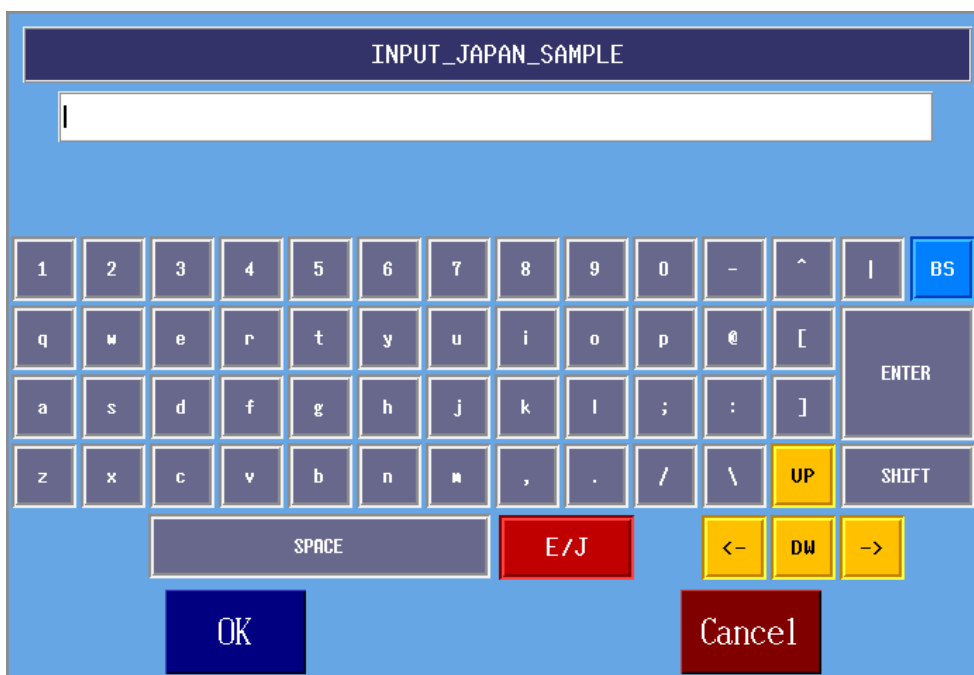 INPUT_JAPAN_SAMPLE
1 2 3 4 5 6 7 8 9 0 - ^ | BS
q w e r t y u i o p @ [
ENTER
a s d f g h j k l ; : ]
z x c v b n m , . / \ UP SHIFT
SPACE E/J <- DW ->
OK Cancel